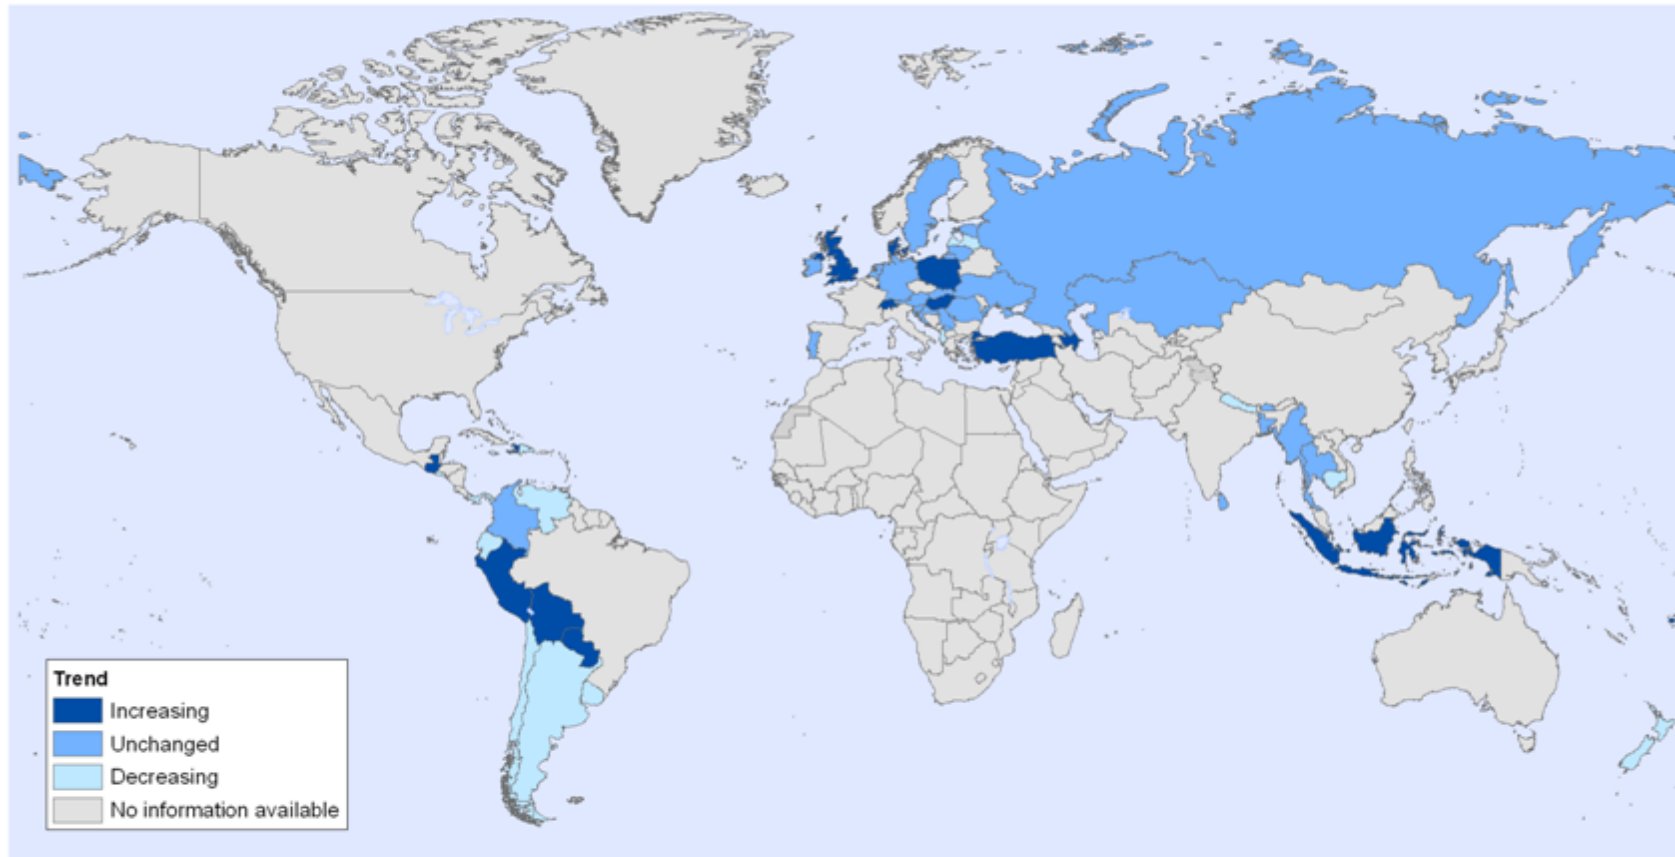 Trend
Increasing
Unchanged
Decreasing
No information available